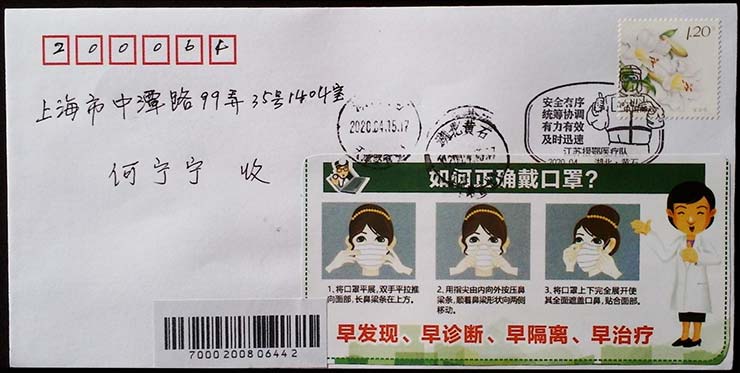 200061
1.20
上海市中潭路99弄35号1404室
何宁宁 收
2020.04.15.17
湖北黄石
安全有序
统筹协调
有力有效
及时迅速
江苏援鄂医疗队
2020.04 湖北·黄石
如何正确戴口罩？
1、将口罩平展，双手平拉推
向面部，长鼻梁条在上方。
2、用指尖由内向外按压鼻
梁条，顺着鼻梁形状向两侧
移动。
3、将口罩上下完全展开使
其全面遮盖口鼻，贴合面部。
早发现、早诊断、早隔离、早治疗
7000200806442